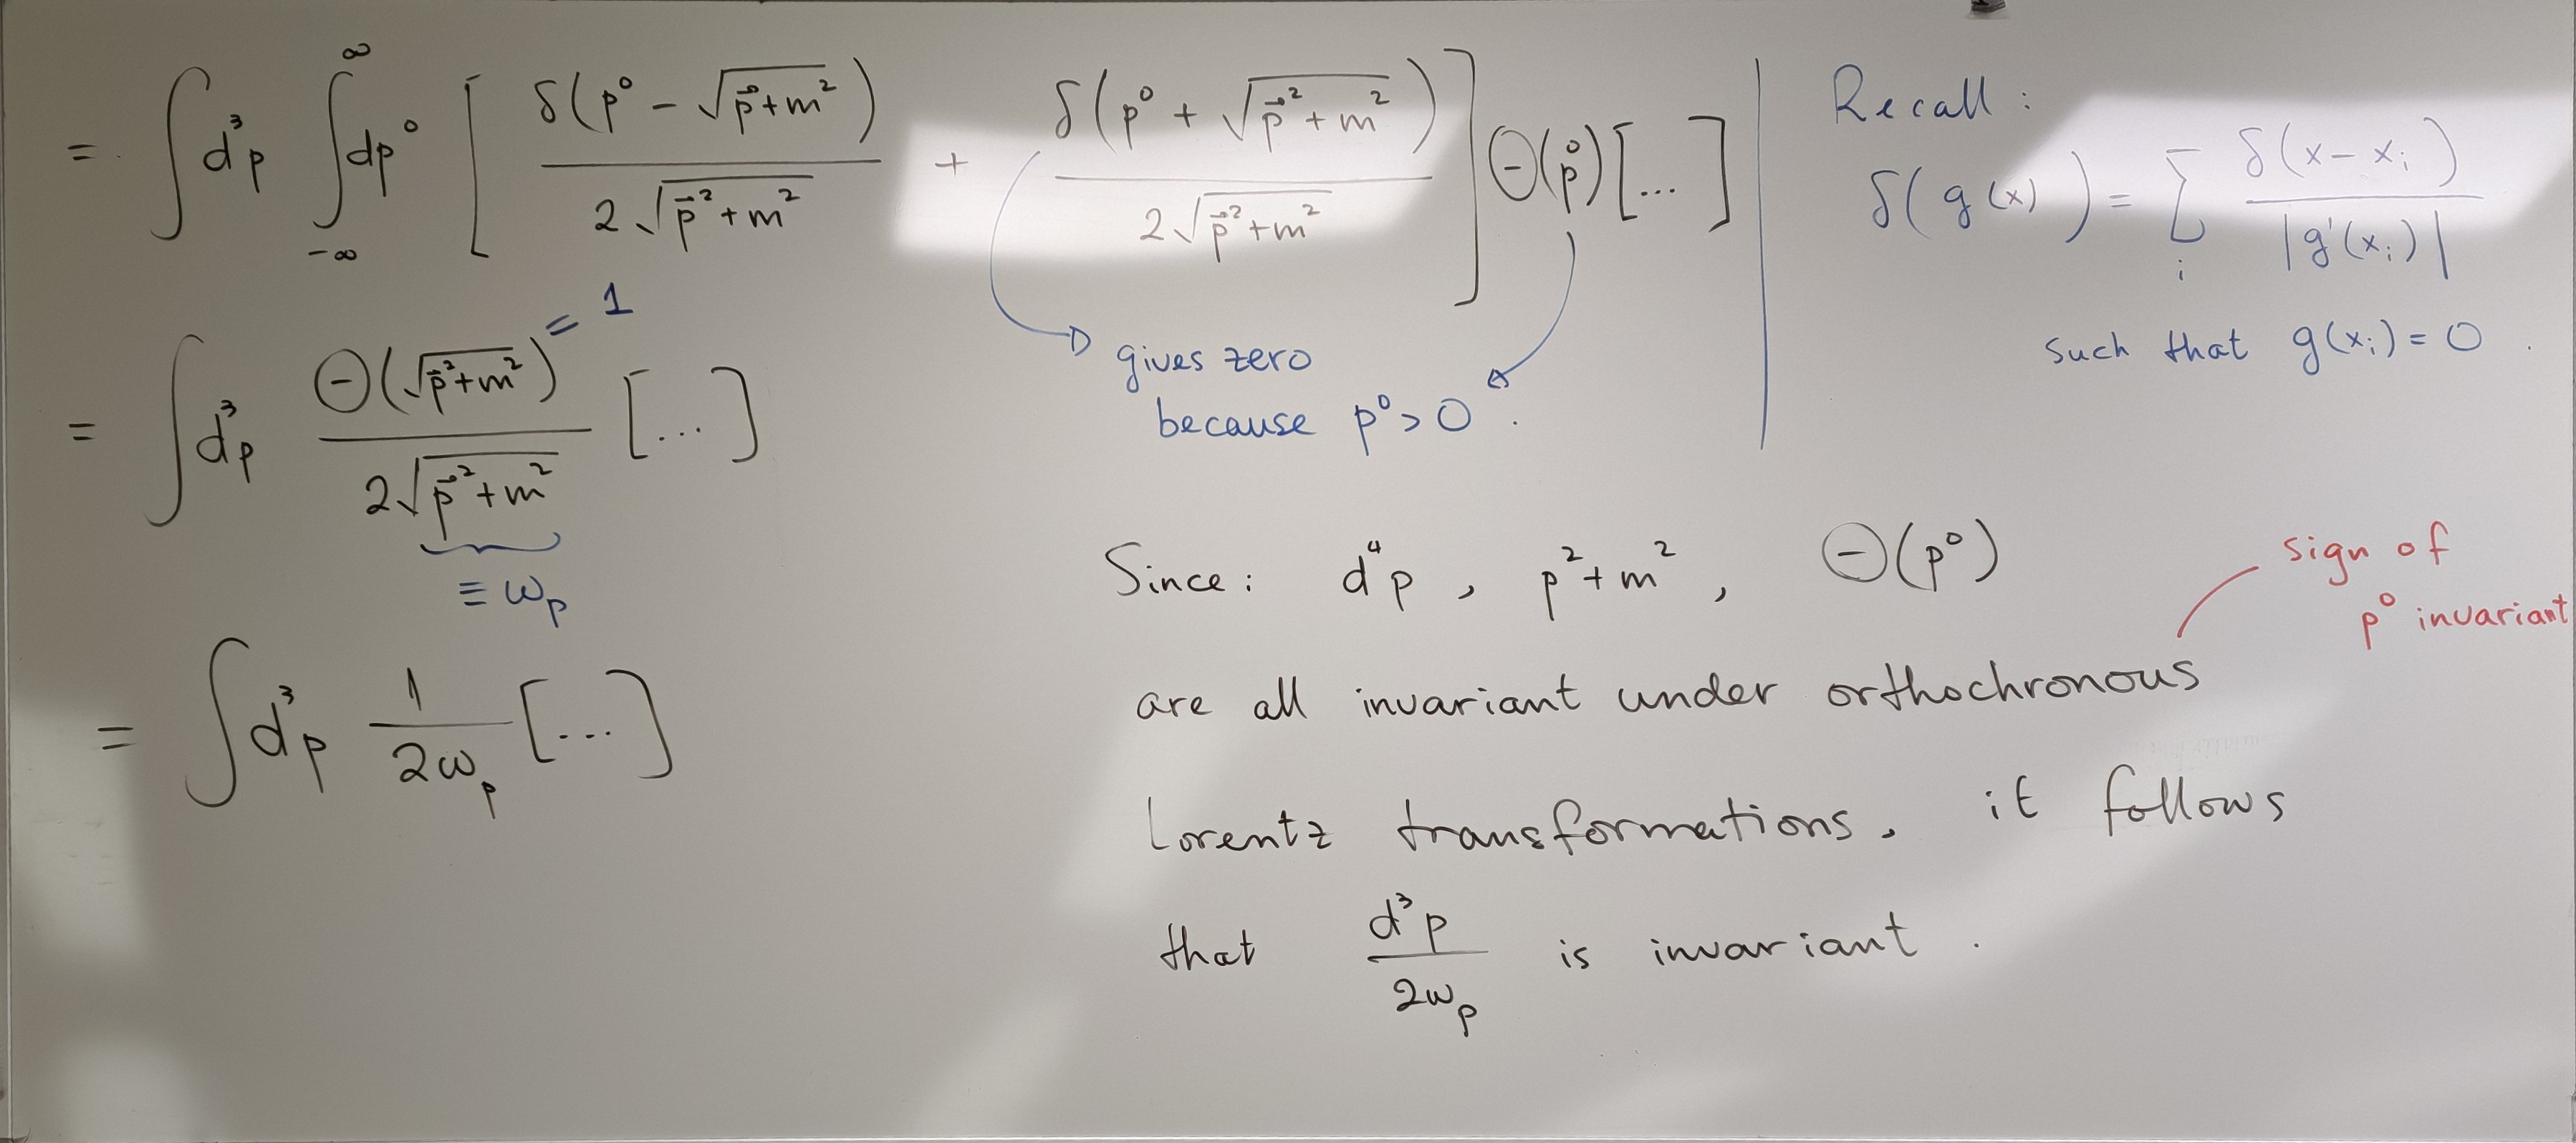 = ∫ d³p ∫_{-∞}^{∞} dp⁰ [ δ(p⁰ - √(p⃗ + m²)) / 2√(p⃗² + m²) + δ(p⁰ + √(p⃗² + m²)) / 2√(p⃗² + m²) ] Θ(p⁰) [...]
gives zero
because p⁰ > 0 .
= ∫ d³p Θ(√(p⃗² + m²)) / 2√(p⃗² + m²) [...]
= 1
≡ ω_p
= ∫ d³p 1 / 2ω_p [...]
Recall :
δ(g(x)) = ∑_i δ(x - x_i) / |g'(x_i)|
such that g(x_i) = 0 .
Since : d⁴p , p² + m² , Θ(p⁰)
sign of
p⁰ invariant
are all invariant under orthochronous
Lorentz transformations, it follows
that d³p / 2ω_p is invariant .